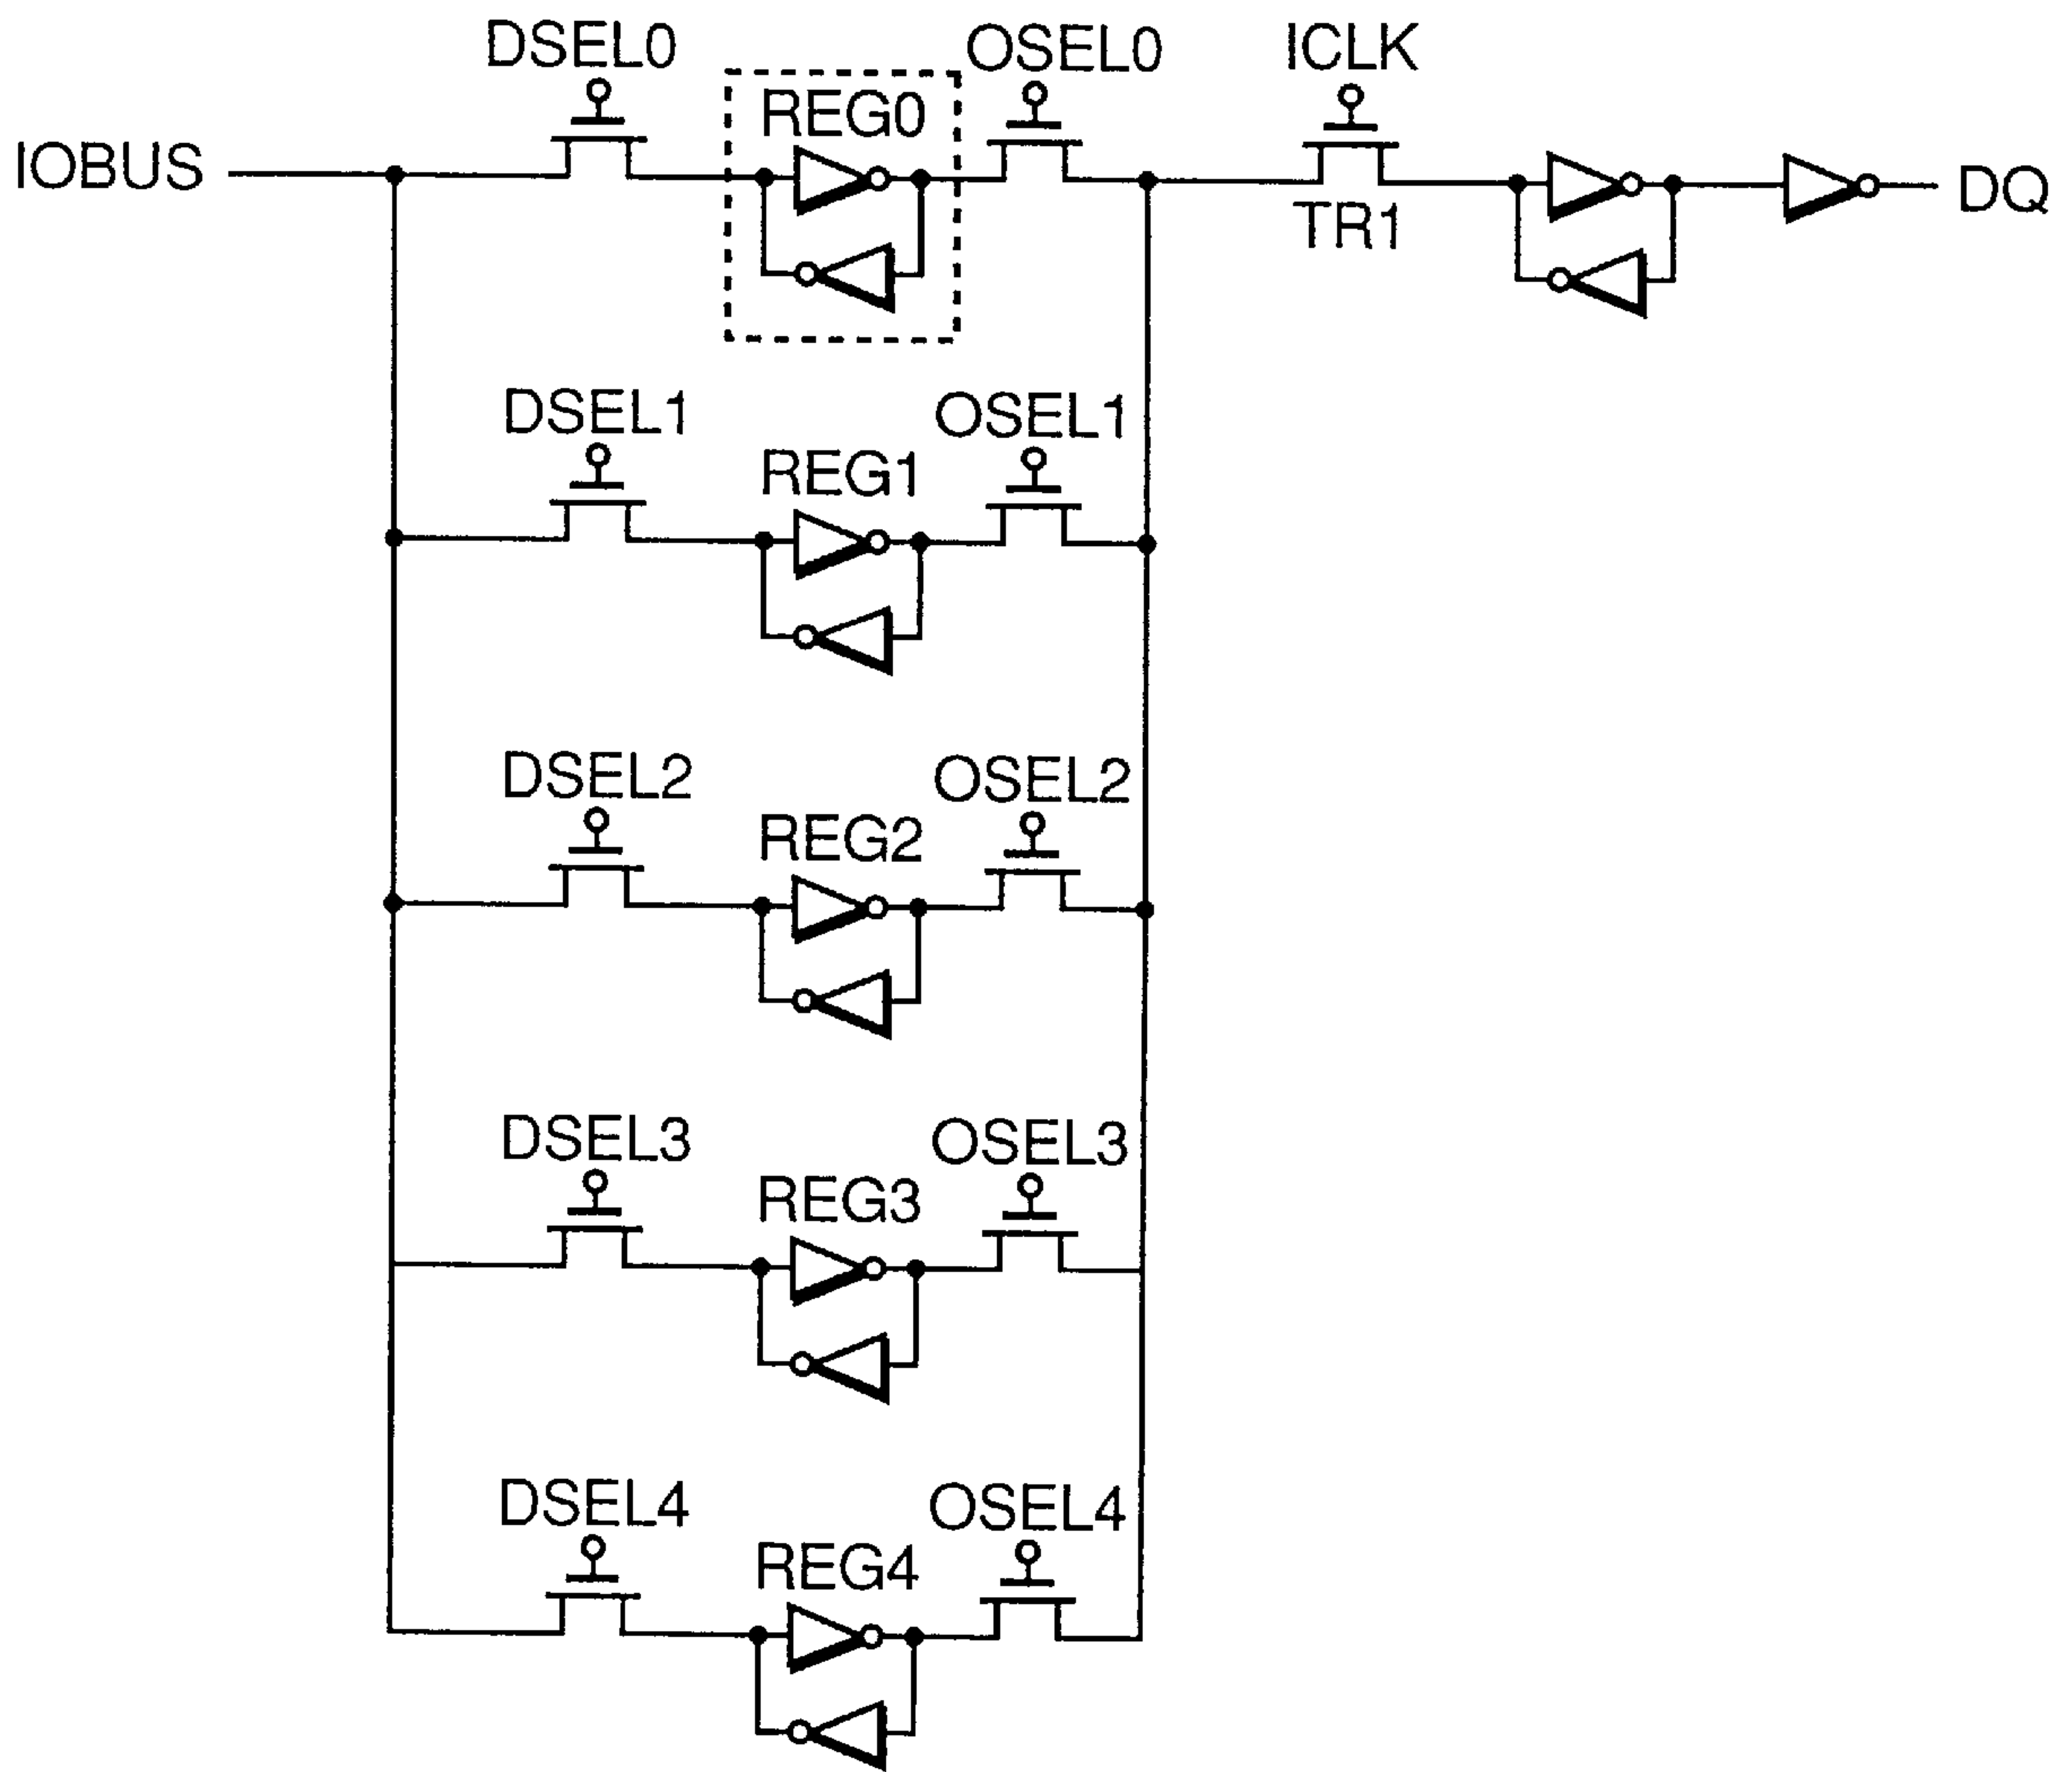 DSEL0 OSEL0 ICLK
REG0
IOBUS DQ
TR1
DSEL1 OSEL1
REG1
DSEL2 OSEL2
REG2
DSEL3 OSEL3
REG3
DSEL4 OSEL4
REG4